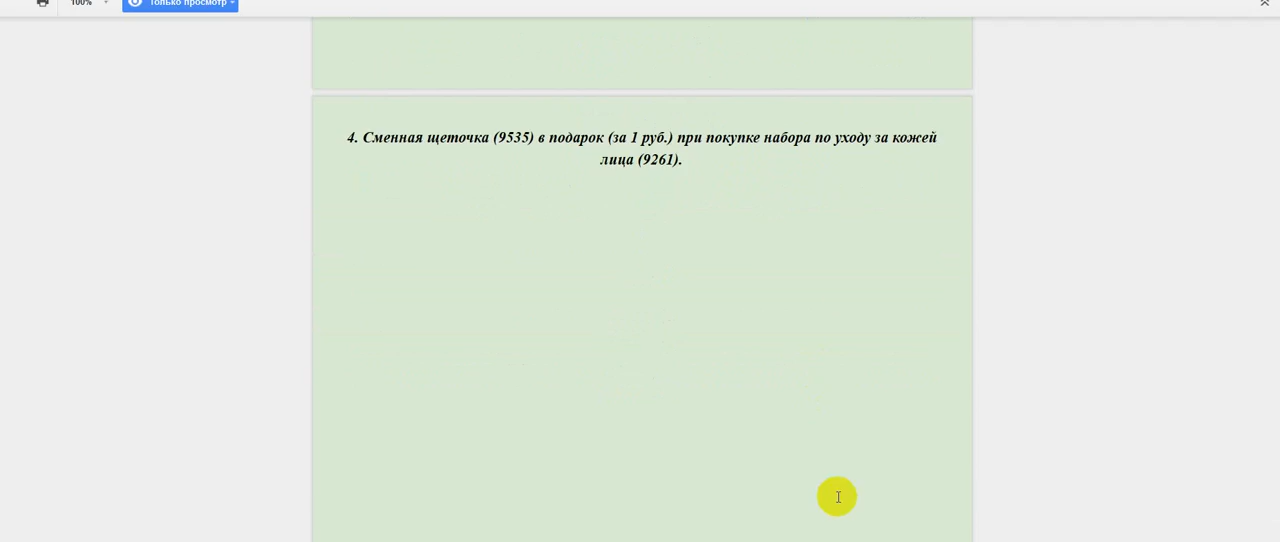 100%
Только просмотр
4. Сменная щеточка (9535) в подарок (за 1 руб.) при покупке набора по уходу за кожей
лица (9261).